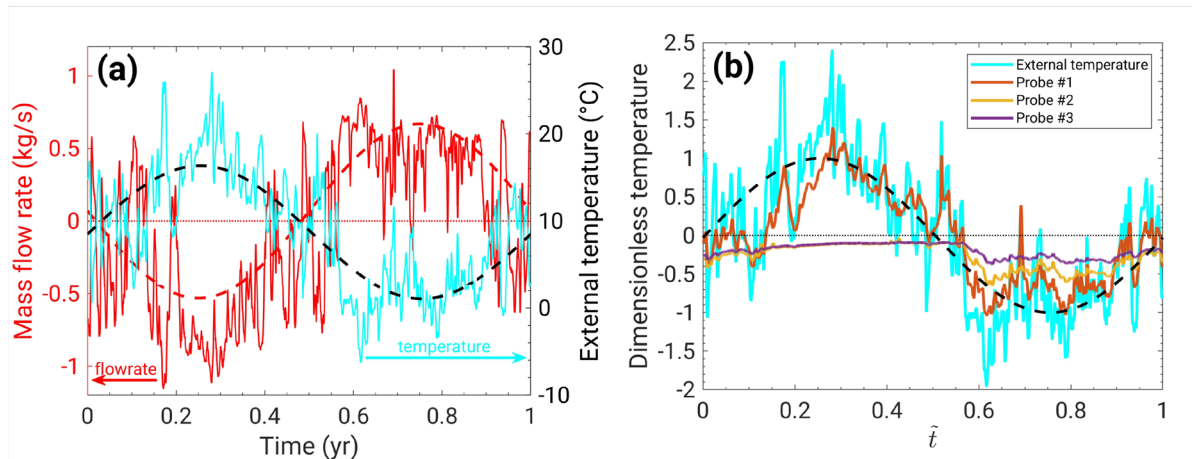 (a)
Mass flow rate (kg/s)
1
0.5
0
-0.5
-1
30
20
10
0
-10
External temperature (°C)
flowrate
temperature
0
0.2
0.4
0.6
0.8
1
Time (yr)
(b)
Dimensionless temperature
2.5
2
1.5
1
0.5
0
-0.5
-1
-1.5
-2
External temperature
Probe #1
Probe #2
Probe #3
0
0.2
0.4
0.6
0.8
1
t̃